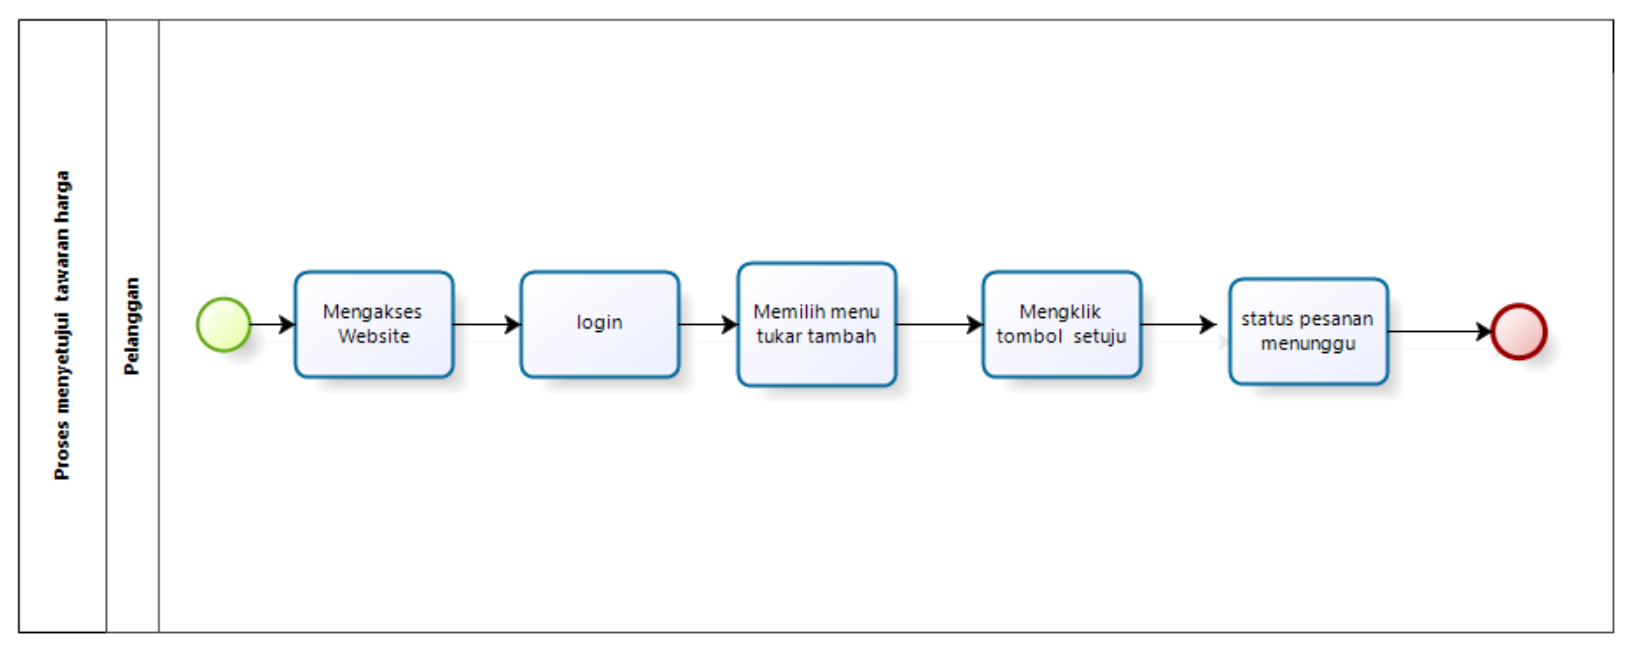 Proses menyetujui tawaran harga
Pelanggan
Mengakses
Website
login
Memilih menu
tukar tambah
Mengklik
tombol setuju
status pesanan
menunggu